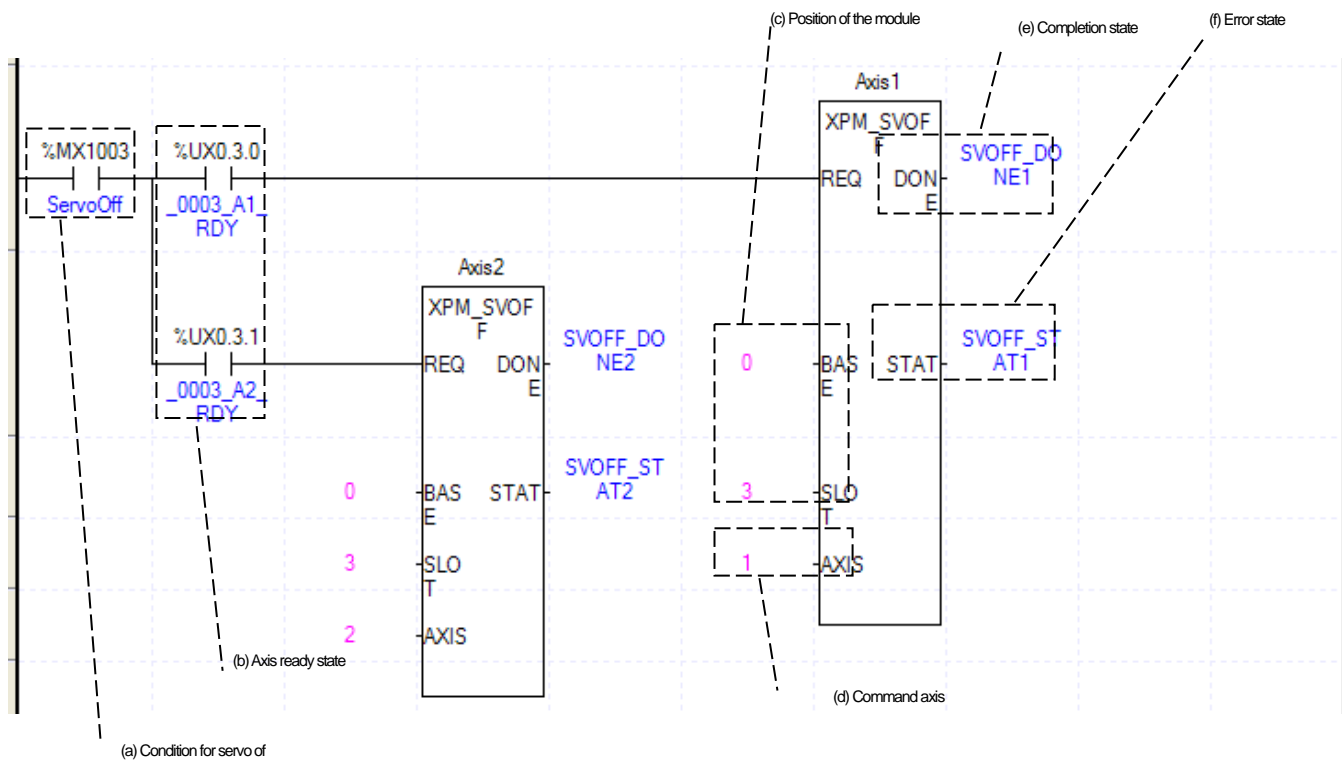 (c) Position of the module
(e) Completion state
(f) Error state
Axis1
XPM_SVOF
F
%MX1003
%UX0.3.0
SVOFF_DO
NE1
REQ
DON
E
ServoOff
_0003_A1_
RDY
Axis2
XPM_SVOF
F
%UX0.3.1
SVOFF_DO
NE2
SVOFF_ST
AT1
REQ
DON
E
0
BAS
E
STAT
_0003_A2_
RDY
SVOFF_ST
AT2
0
BAS
E
STAT
3
SLO
T
3
SLO
T
1
AXIS
2
AXIS
(b) Axis ready state
(d) Command axis
(a) Condition for servo of